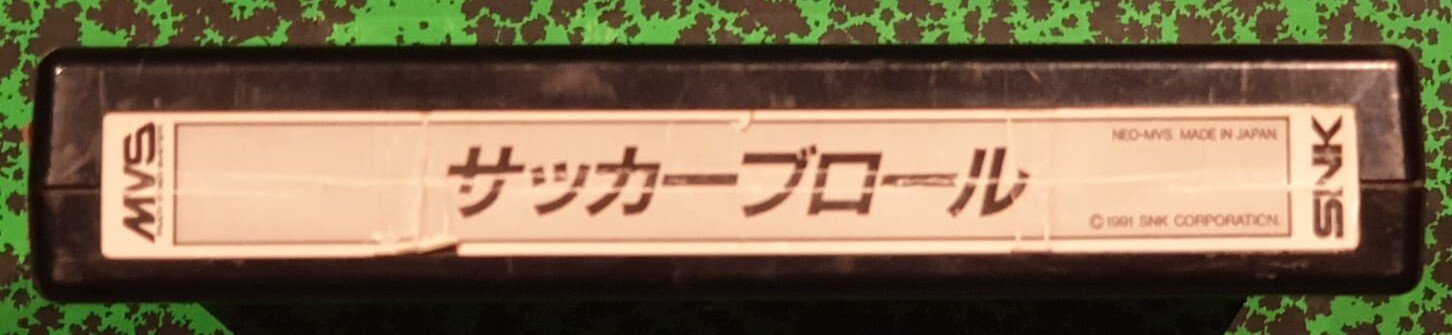 MVS
サッカーブロール
NEO-MVS. MADE IN JAPAN.
©1991 SNK CORPORATION.
SNK